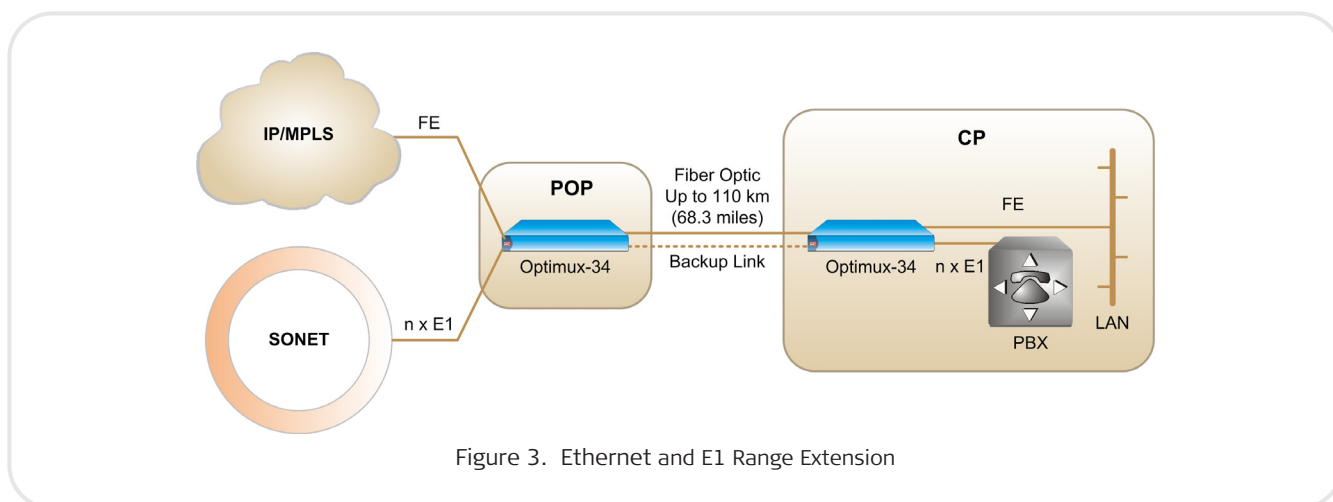 IP/MPLS
FE
SONET
n x E1
POP
Optimux-34
Fiber Optic
Up to 110 km
(68.3 miles)
Backup Link
CP
Optimux-34
FE
n x E1
PBX
LAN
Figure 3. Ethernet and E1 Range Extension